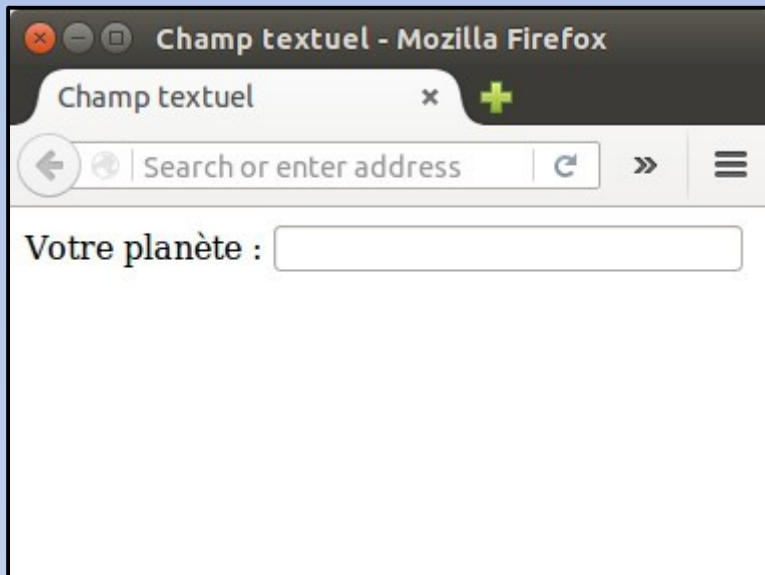 Champ textuel - Mozilla Firefox
Champ textuel
Search or enter address
Votre planète :